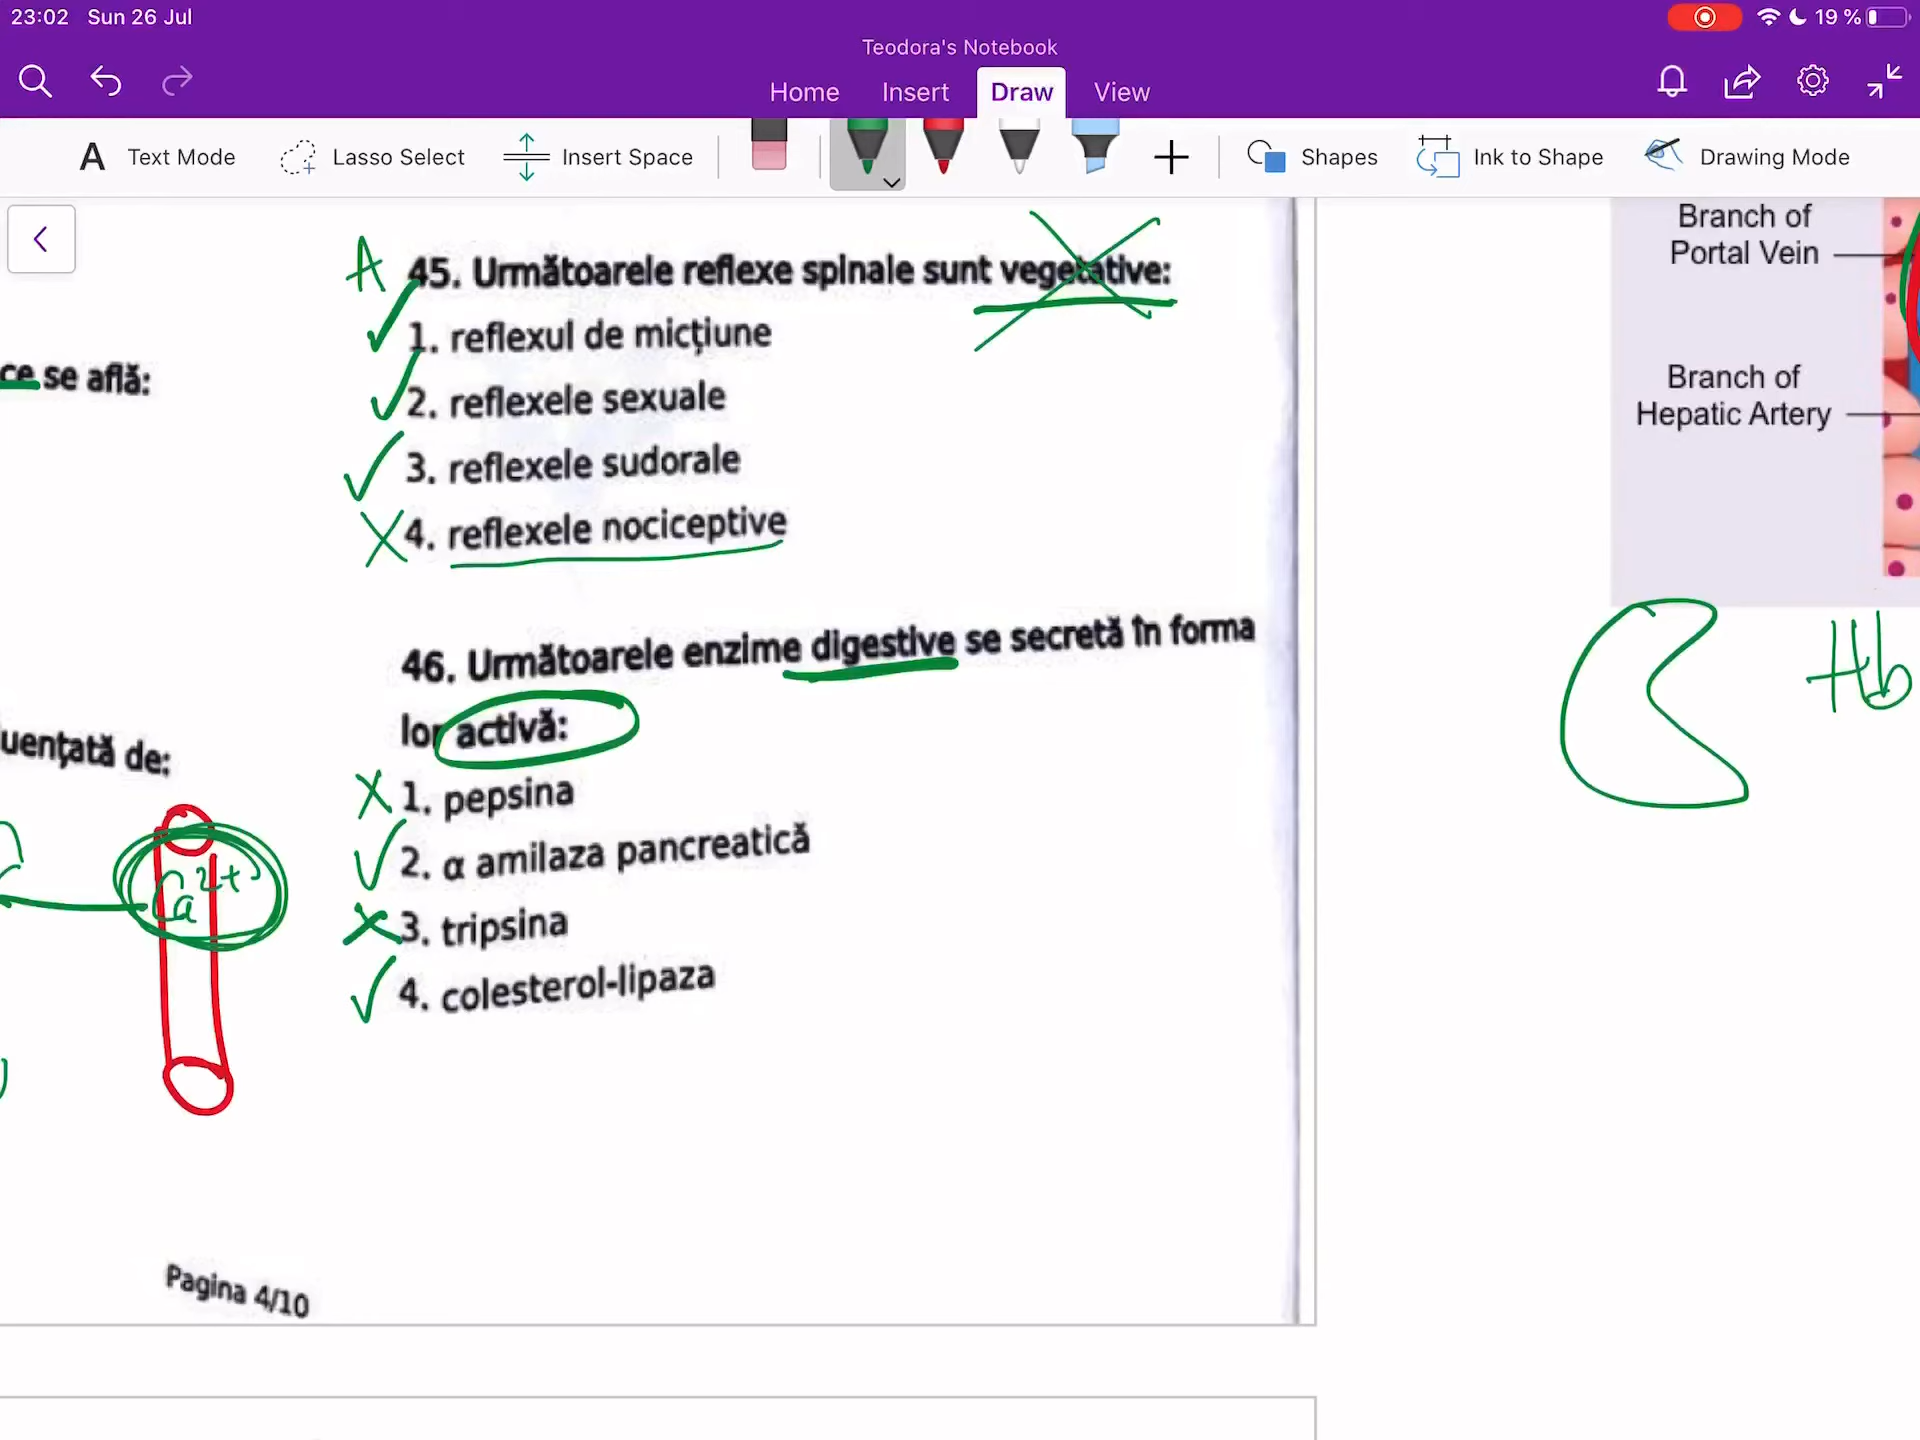 23:02 Sun 26 Jul
19 %
Teodora's Notebook
Home Insert Draw View
A Text Mode Lasso Select Insert Space Shapes Ink to Shape Drawing Mode
A 45. Următoarele reflexe spinale sunt vegetative:
1. reflexul de micțiune
2. reflexele sexuale
3. reflexele sudorale
4. reflexele nociceptive
46. Următoarele enzime digestive se secretă în forma
lor activă:
1. pepsina
2. α amilaza pancreatică
3. tripsina
4. colesterol-lipaza
ce se află:
uențată de:
Ca2+
Pagina 4/10
Branch of
Portal Vein
Branch of
Hepatic Artery
Hb